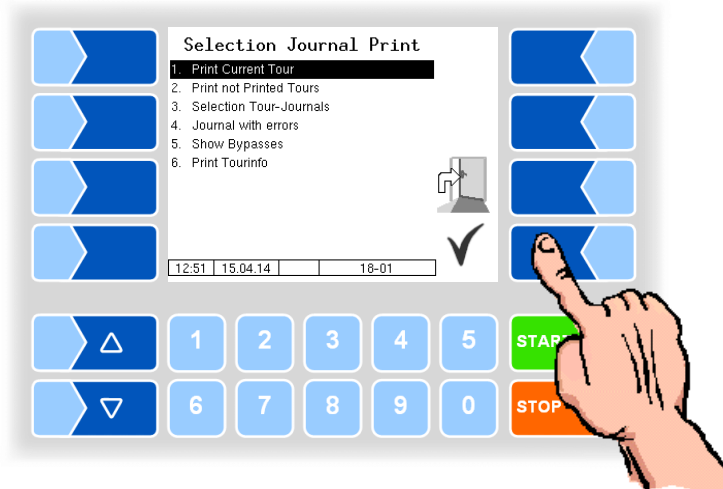 Selection Journal Print
1. Print Current Tour
2. Print not Printed Tours
3. Selection Tour-Journals
4. Journal with errors
5. Show Bypasses
6. Print Tourinfo
12:51 15.04.14 18-01
1 2 3 4 5 START
6 7 8 9 0 STOP